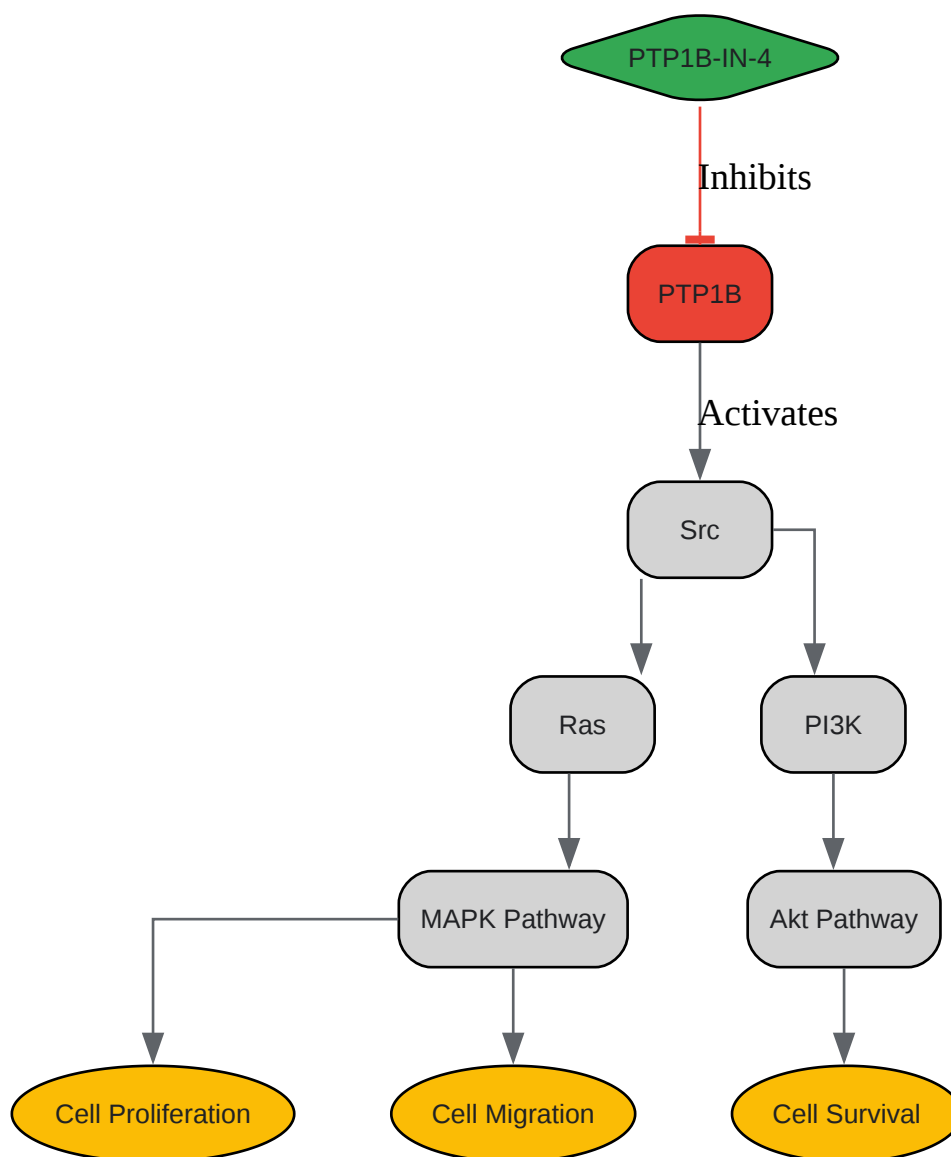 PTP1B-IN-4
Inhibits
PTP1B
Activates
Src
Ras
PI3K
MAPK Pathway
Akt Pathway
Cell Proliferation
Cell Migration
Cell Survival